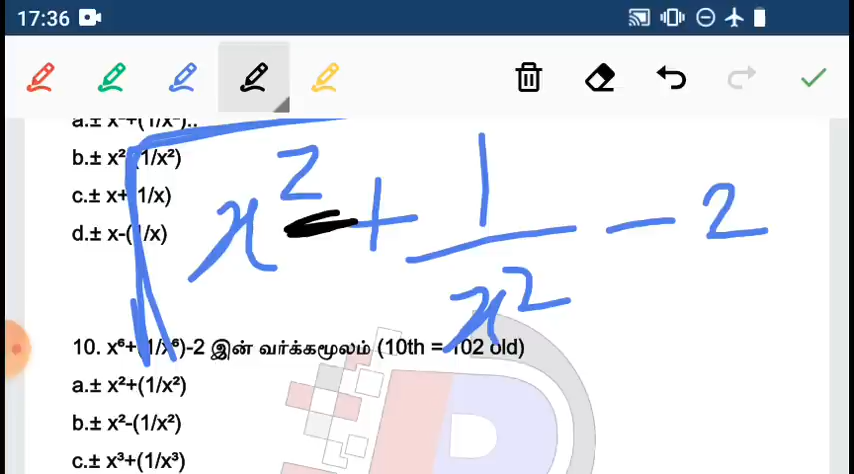 17:36
b.± x² (1/x²)
c.± x+(1/x)
d.± x-(1/x)
√ x² + 1/x² - 2
10. x⁶+(1/x⁶)-2 இன் வர்க்கமூலம் (10th = 102 old)
a.± x²+(1/x²)
b.± x²-(1/x²)
c.± x³+(1/x³)